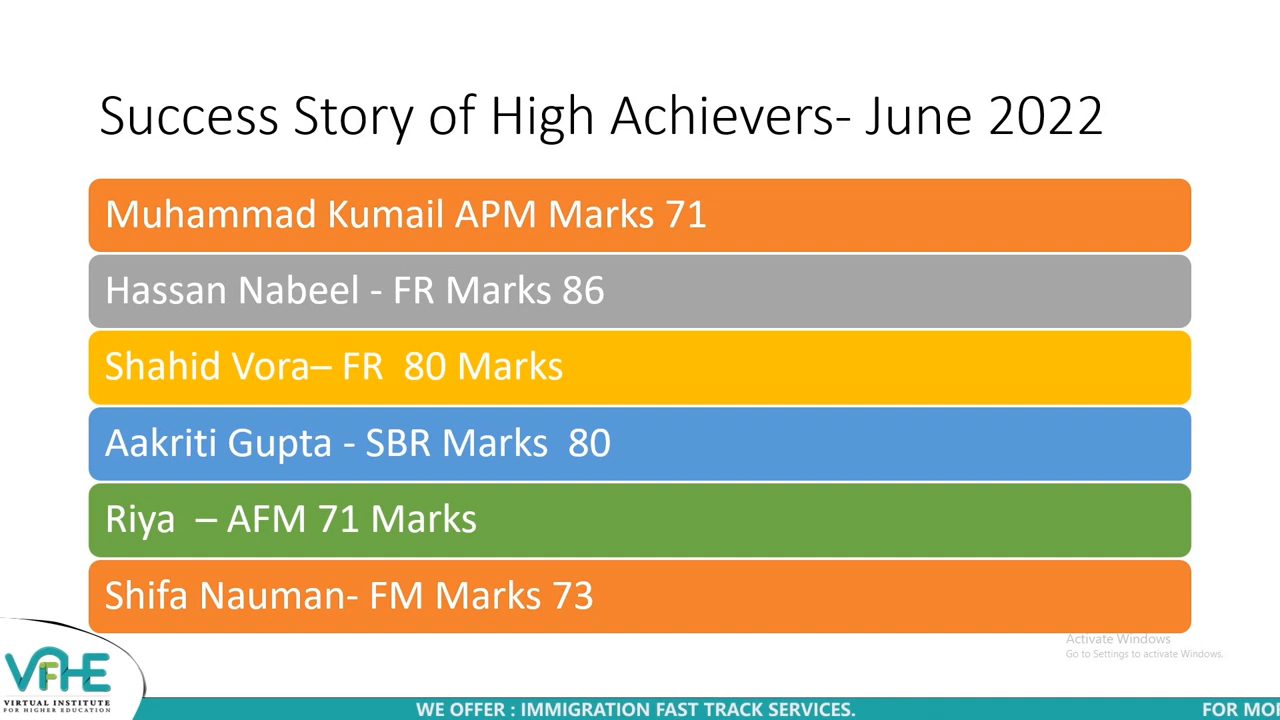 Success Story of High Achievers- June 2022
Muhammad Kumail APM Marks 71
Hassan Nabeel - FR Marks 86
Shahid Vora– FR 80 Marks
Aakriti Gupta - SBR Marks 80
Riya – AFM 71 Marks
Shifa Nauman- FM Marks 73
Activate Windows
Go to Settings to activate Windows.
VIFHE
VIRTUAL INSTITUTE
FOR HIGHER EDUCATION
WE OFFER : IMMIGRATION FAST TRACK SERVICES.
FOR